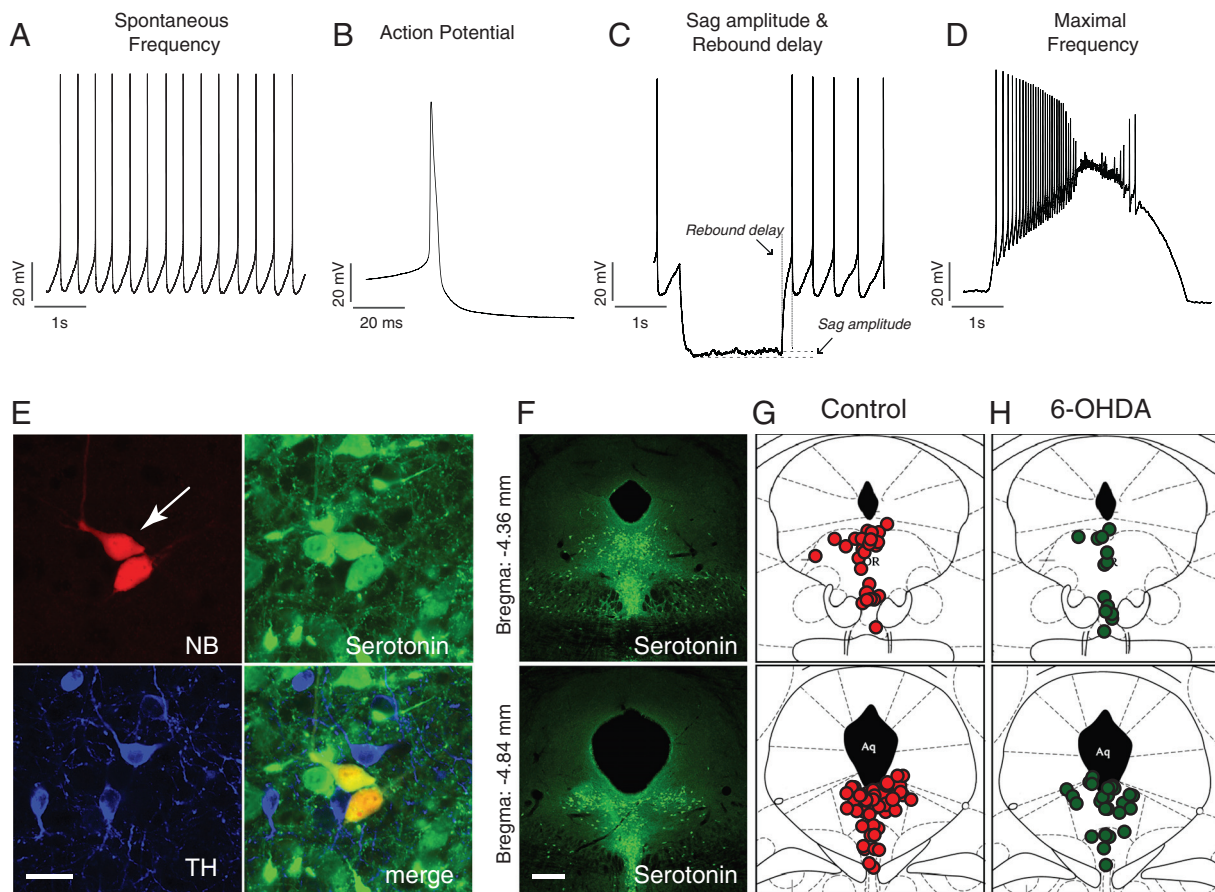 A
Spontaneous
Frequency
20 mV
1s
B
Action Potential
20 mV
20 ms
C
Sag amplitude &
Rebound delay
Rebound delay
Sag amplitude
20 mV
1s
D
Maximal
Frequency
20 mV
1s
E
NB
Serotonin
TH
merge
F
Bregma: -4.36 mm
Serotonin
Bregma: -4.84 mm
Serotonin
G
Control
DR
Aq
H
6-OHDA
R
Aq